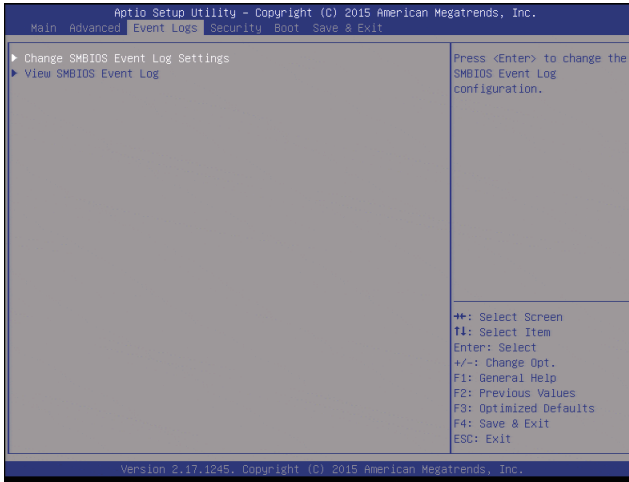 Aptio Setup Utility – Copyright (C) 2015 American Megatrends, Inc.
Main Advanced Event Logs Security Boot Save & Exit
▶ Change SMBIOS Event Log Settings
▶ View SMBIOS Event Log
Press <Enter> to change the
SMBIOS Event Log
configuration.
→←: Select Screen
↑↓: Select Item
Enter: Select
+/-: Change Opt.
F1: General Help
F2: Previous Values
F3: Optimized Defaults
F4: Save & Exit
ESC: Exit
Version 2.17.1245. Copyright (C) 2015 American Megatrends, Inc.